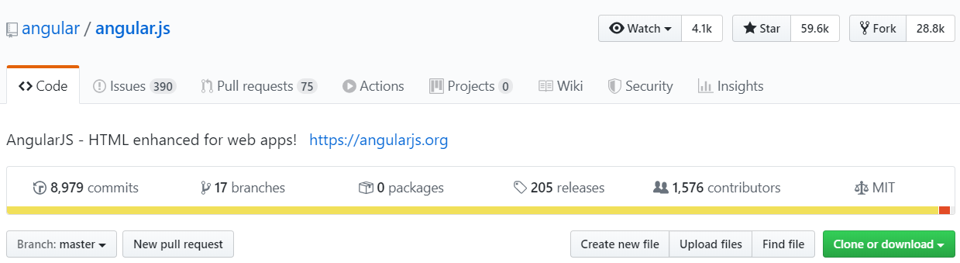 angular / angular.js Watch 4.1k Star 59.6k Fork 28.8k
Code Issues 390 Pull requests 75 Actions Projects 0 Wiki Security Insights
AngularJS - HTML enhanced for web apps! https://angularjs.org
8,979 commits 17 branches 0 packages 205 releases 1,576 contributors MIT
Branch: master New pull request Create new file Upload files Find file Clone or download